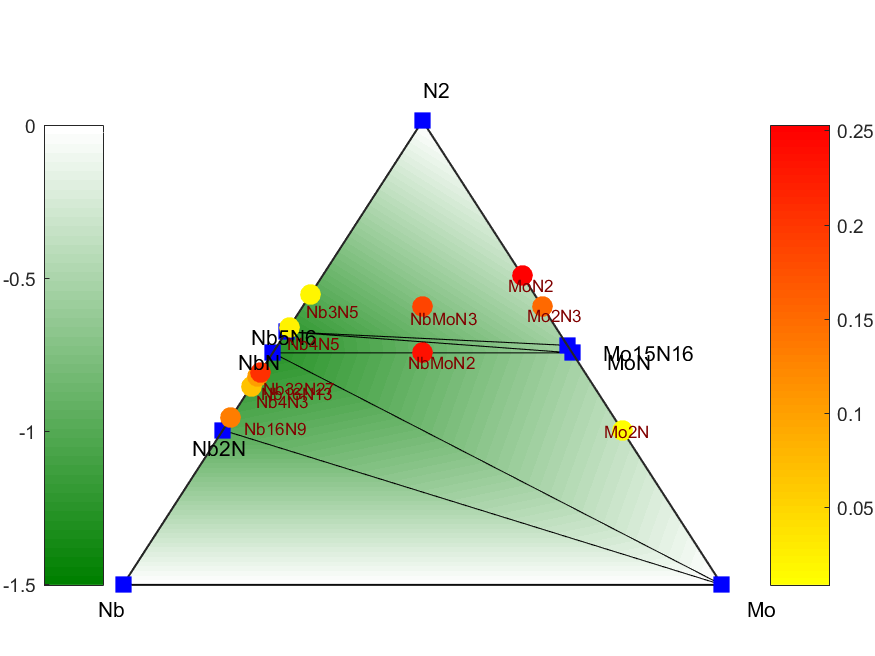 N2
0
0.25
-0.5
0.2
MoN2
Nb3N5
Mo2N3
NbMoN3
0.15
Nb5N6
Nb4N5
Mo15N16
NbN
NbMoN2
MoN
Nb32N27
Nb16N13
Nb4N3
0.1
-1
Nb16N9
Mo2N
Nb2N
0.05
-1.5
Nb
Mo